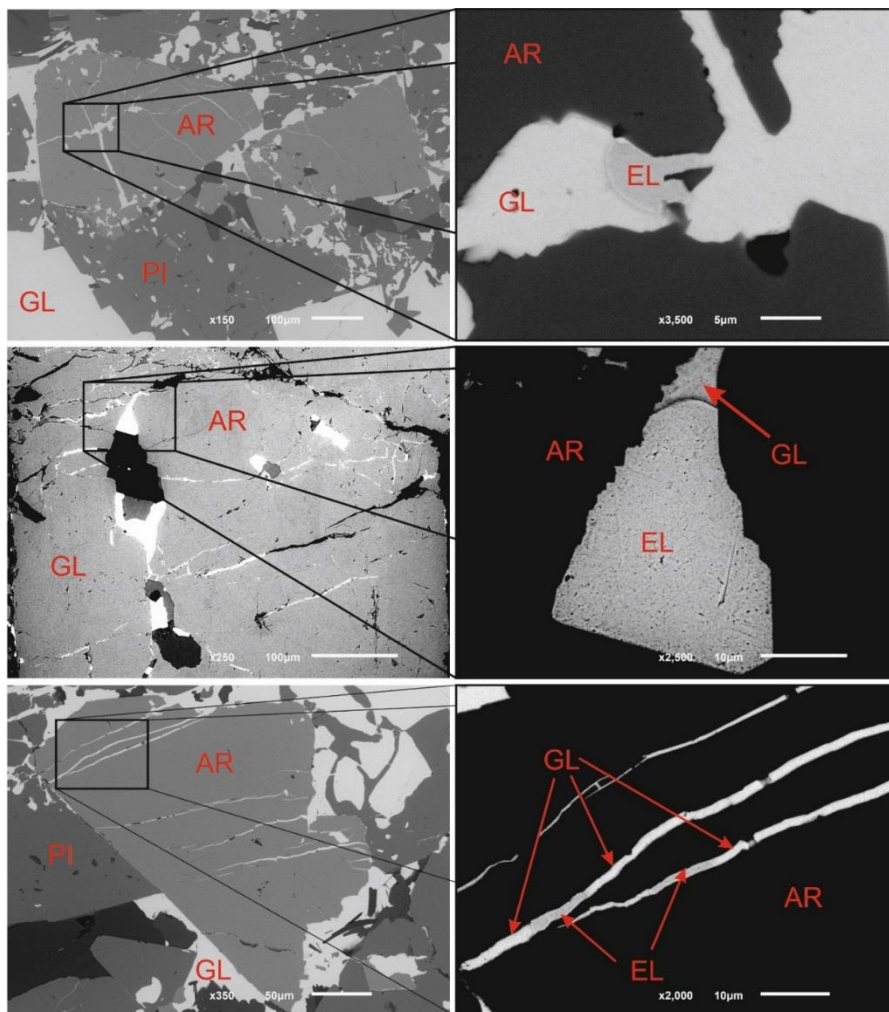 AR
PI
GL
x150 100µm
AR
EL
GL
x3,500 5µm
AR
GL
x250 100µm
GL
AR
EL
x2,500 10µm
AR
PI
GL
x350 50µm
GL
AR
EL
x2,000 10µm